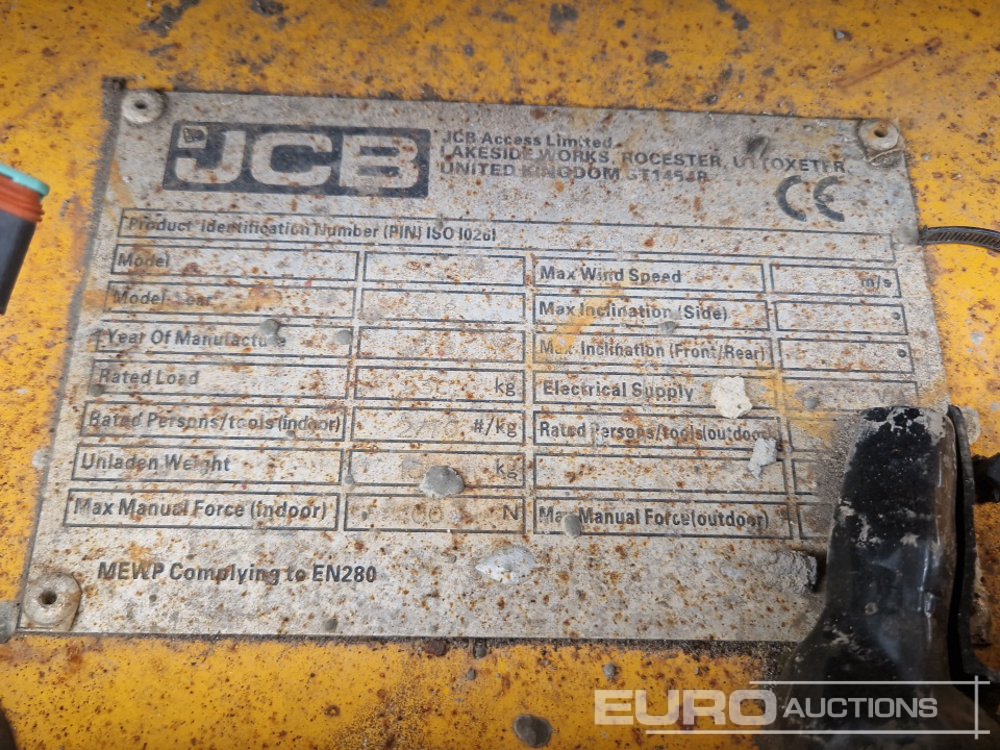 JCB
JCB Access Limited
LAKESIDE WORKS, ROCESTER, UTTOXETER
UNITED KINGDOM
CE
Product Identification Number (PIN) ISO 10261
Model
Max Wind Speed m/s
Model Year
Max Inclination (Side) °
Year Of Manufacture
Max Inclination (Front/Rear) °
Rated Load kg
Electrical Supply
Rated Persons/tools(indoor) #/kg
Rated Persons/tools(outdoor)
Unladen Weight kg
Max Manual Force (indoor) N
Max Manual Force(outdoor)
MEWP Complying to EN280
EURO AUCTIONS